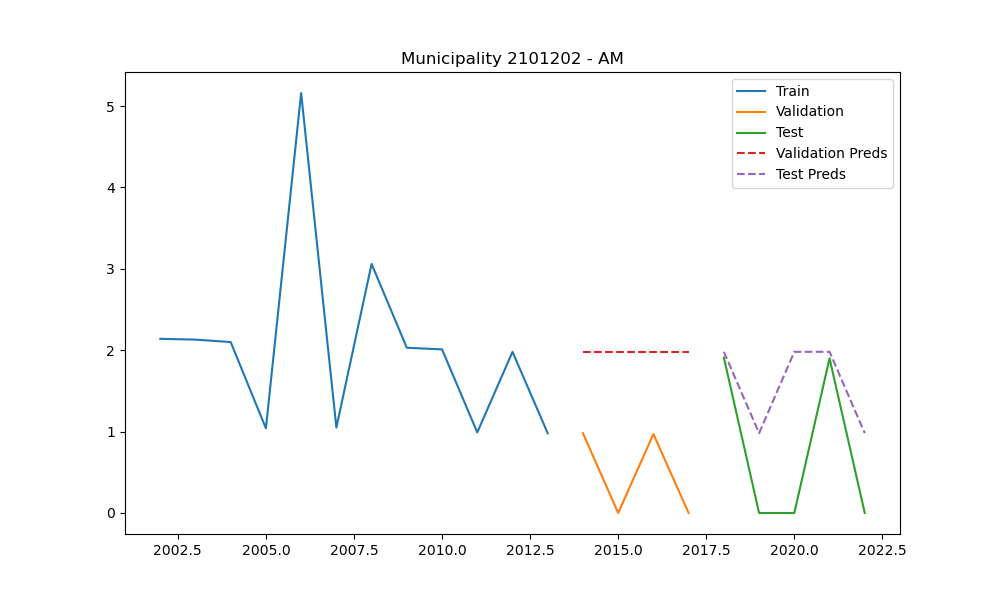 Municipality 2101202 - AM
Train
Validation
Test
Validation Preds
Test Preds
5
4
3
2
1
0
2002.5 2005.0 2007.5 2010.0 2012.5 2015.0 2017.5 2020.0 2022.5